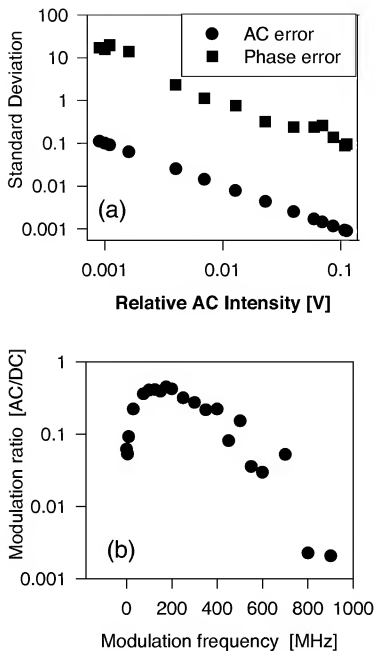 100
10
1
0.1
0.01
0.001
Standard Deviation
AC error
Phase error
(a)
0.001 0.01 0.1
Relative AC Intensity [V]
1
0.1
0.01
0.001
Modulation ratio [AC/DC]
(b)
0 200 400 600 800 1000
Modulation frequency [MHz]